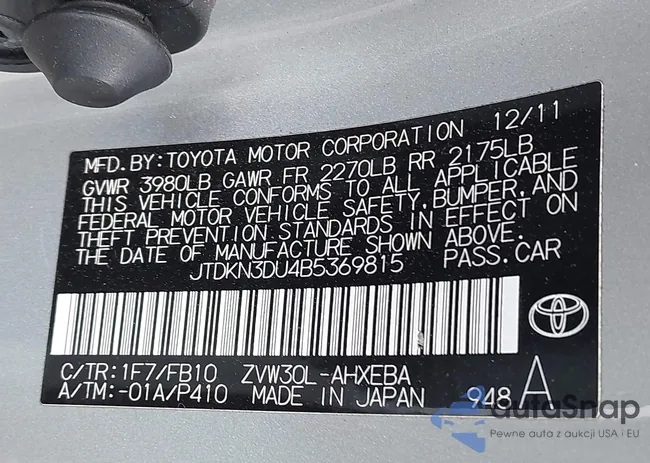 MFD.BY:TOYOTA MOTOR CORPORATION 12/11
GVWR 3980LB GAWR FR 2270LB RR 2175LB
THIS VEHICLE CONFORMS TO ALL APPLICABLE
FEDERAL MOTOR VEHICLE SAFETY,BUMPER,AND
THEFT PREVENTION STANDARDS IN EFFECT ON
THE DATE OF MANUFACTURE SHOWN ABOVE.
JTDKN3DU4B5369815 PASS.CAR
C/TR:1F7/FB10 ZVW30L-AHXEBA A
A/TM:-01A/P410 MADE IN JAPAN 948
autoSnap
Pewne auta z aukcji USA i EU